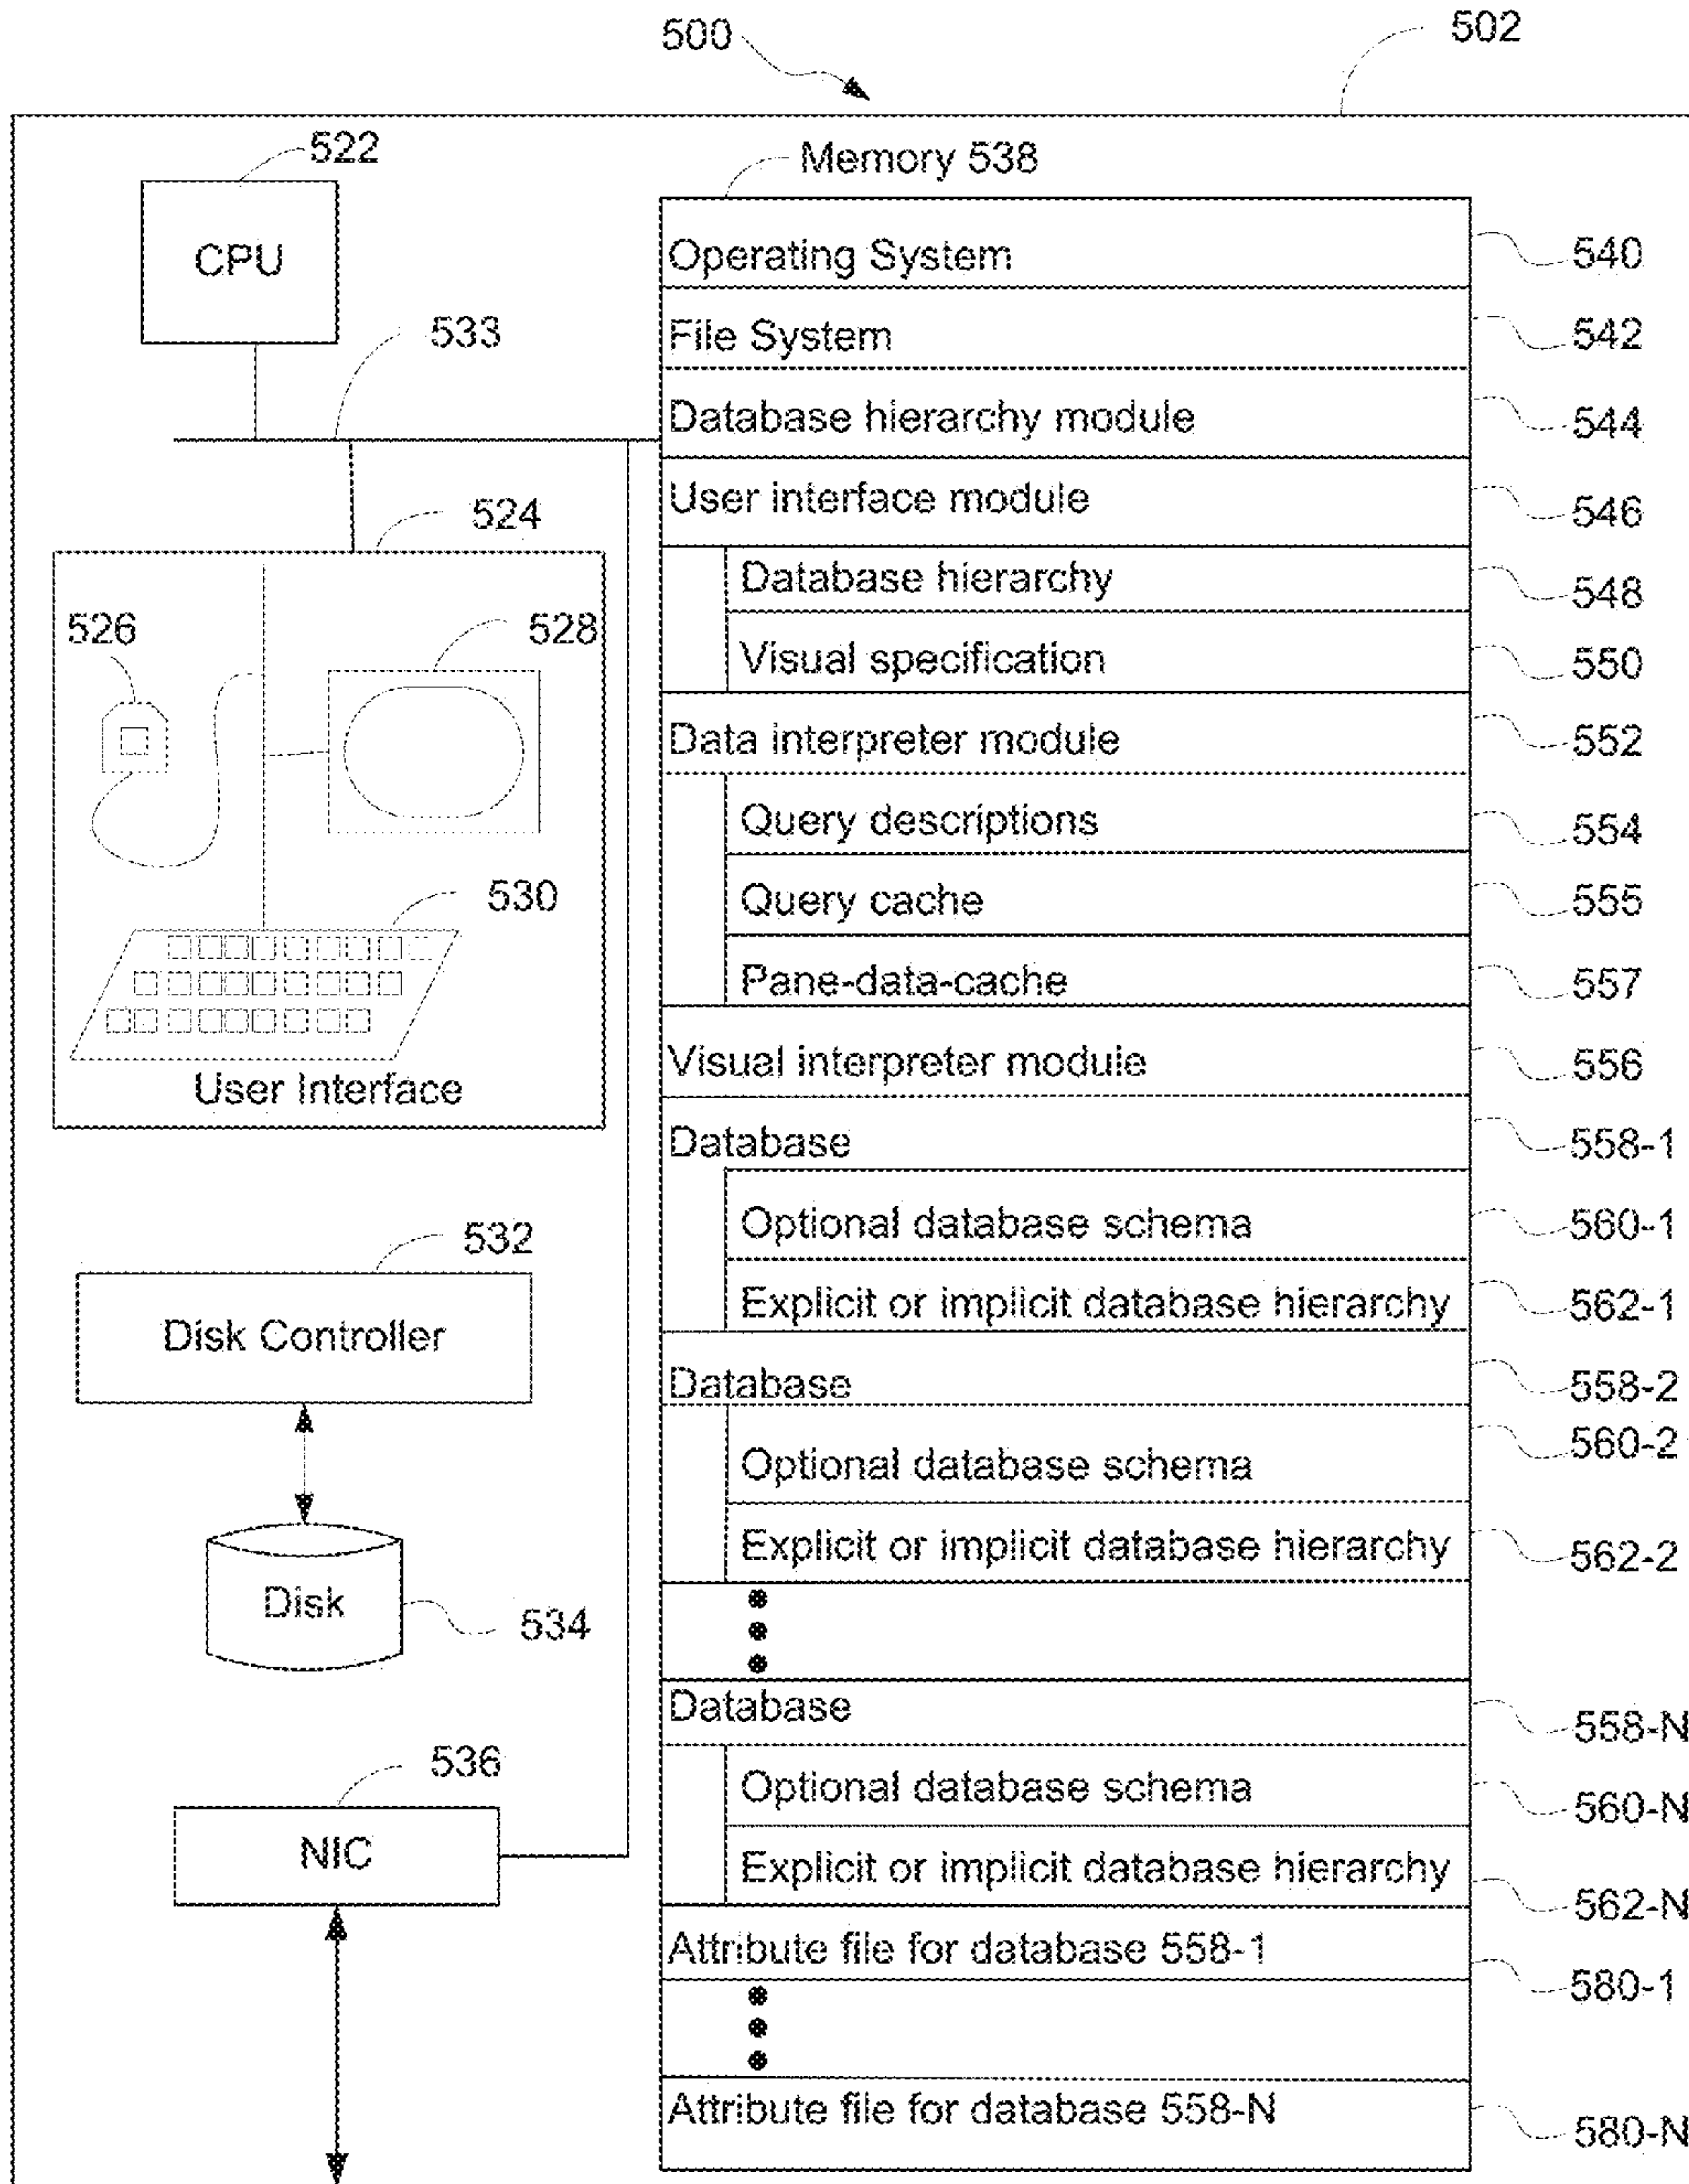 500
502
522
CPU
533
524
526
528
530
User Interface
532
Disk Controller
Disk
534
536
NIC
Memory 538
Operating System
540
File System
542
Database hierarchy module
544
User interface module
546
Database hierarchy
548
Visual specification
550
Data interpreter module
552
Query descriptions
554
Query cache
555
Pane-data-cache
557
Visual interpreter module
556
Database
558-1
Optional database schema
560-1
Explicit or implicit database hierarchy
562-1
Database
558-2
Optional database schema
560-2
Explicit or implicit database hierarchy
562-2
Database
558-N
Optional database schema
560-N
Explicit or implicit database hierarchy
562-N
Attribute file for database 558-1
580-1
Attribute file for database 558-N
580-N